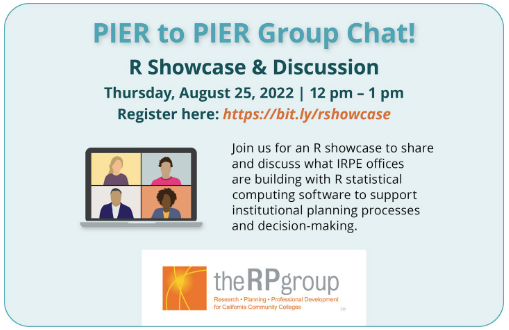 PIER to PIER Group Chat!
R Showcase & Discussion
Thursday, August 25, 2022 | 12 pm – 1 pm
Register here: https://bit.ly/rshowcase
Join us for an R showcase to share
and discuss what IRPE offices
are building with R statistical
computing software to support
institutional planning processes
and decision-making.
theRPgroup
Research • Planning • Professional Development
for California Community Colleges